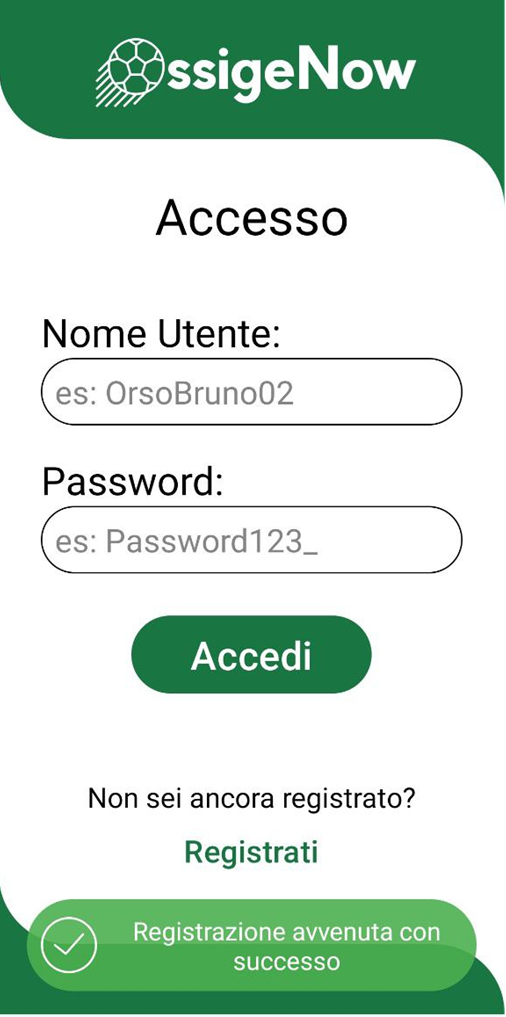 OssigeNow
Accesso
Nome Utente:
es: OrsoBruno02
Password:
es: Password123_
Accedi
Non sei ancora registrato?
Registrati
Registrazione avvenuta con
successo